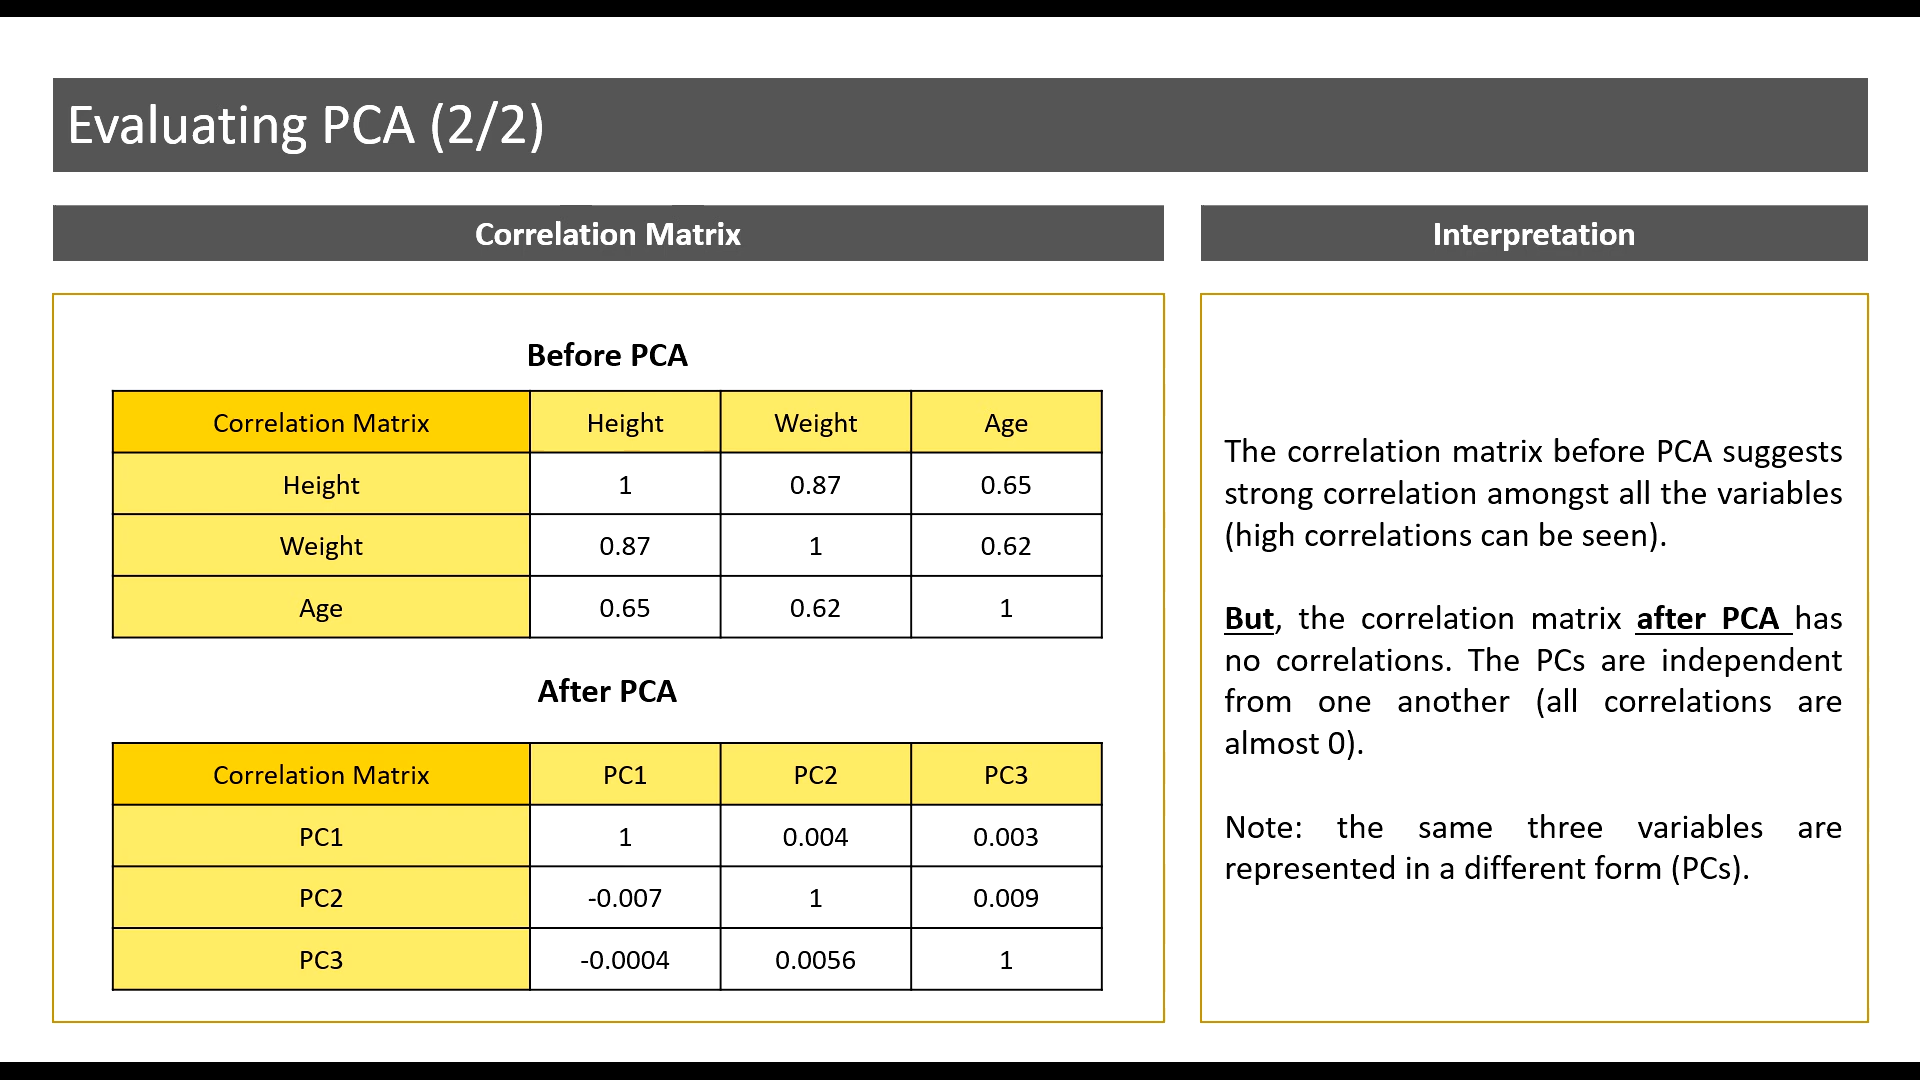 Evaluating PCA (2/2)
Correlation Matrix
Before PCA
Correlation Matrix Height Weight Age
Height 1 0.87 0.65
Weight 0.87 1 0.62
Age 0.65 0.62 1
After PCA
Correlation Matrix PC1 PC2 PC3
PC1 1 0.004 0.003
PC2 -0.007 1 0.009
PC3 -0.0004 0.0056 1
Interpretation
The correlation matrix before PCA suggests
strong correlation amongst all the variables
(high correlations can be seen).
But, the correlation matrix after PCA has
no correlations. The PCs are independent
from one another (all correlations are
almost 0).
Note: the same three variables are
represented in a different form (PCs).